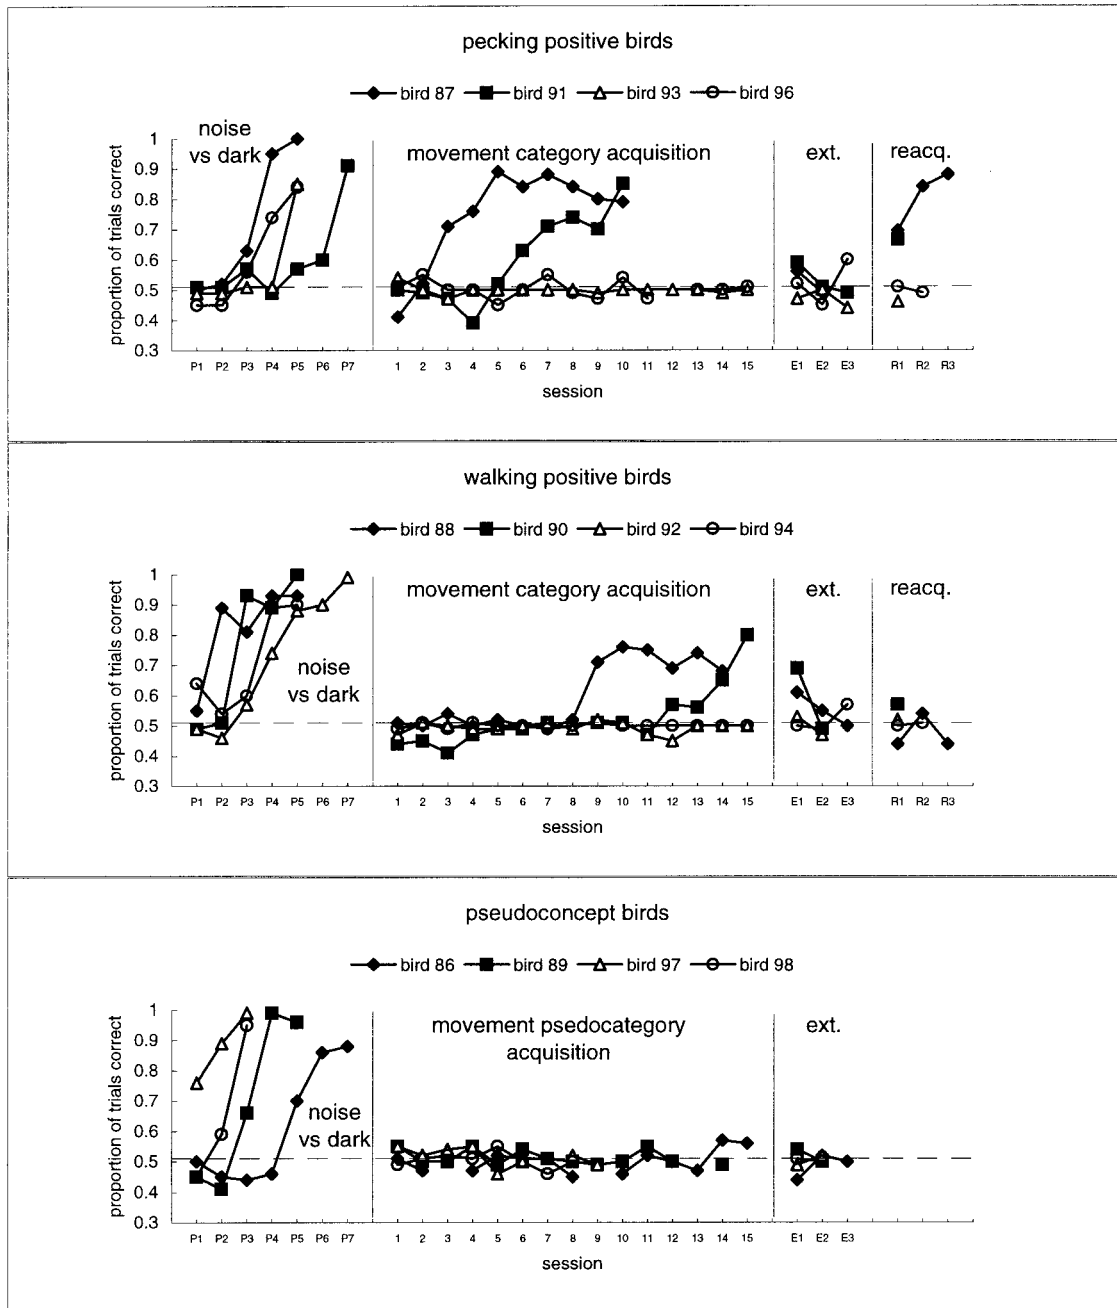 pecking positive birds
bird 87 bird 91 bird 93 bird 96
noise
vs dark
movement category acquisition
ext.
reacq.
proportion of trials correct
1
0.9
0.8
0.7
0.6
0.5
0.4
0.3
P1 P2 P3 P4 P5 P6 P7 1 2 3 4 5 6 7 8 9 10 11 12 13 14 15 E1 E2 E3 R1 R2 R3
session
walking positive birds
bird 88 bird 90 bird 92 bird 94
movement category acquisition
ext.
reacq.
noise
vs dark
proportion of trials correct
1
0.9
0.8
0.7
0.6
0.5
0.4
0.3
P1 P2 P3 P4 P5 P6 P7 1 2 3 4 5 6 7 8 9 10 11 12 13 14 15 E1 E2 E3 R1 R2 R3
session
pseudoconcept birds
bird 86 bird 89 bird 97 bird 98
movement psedocategory
acquisition
ext.
noise
vs dark
proportion of trials correct
1
0.9
0.8
0.7
0.6
0.5
0.4
0.3
P1 P2 P3 P4 P5 P6 P7 1 2 3 4 5 6 7 8 9 10 11 12 13 14 15 E1 E2 E3
session